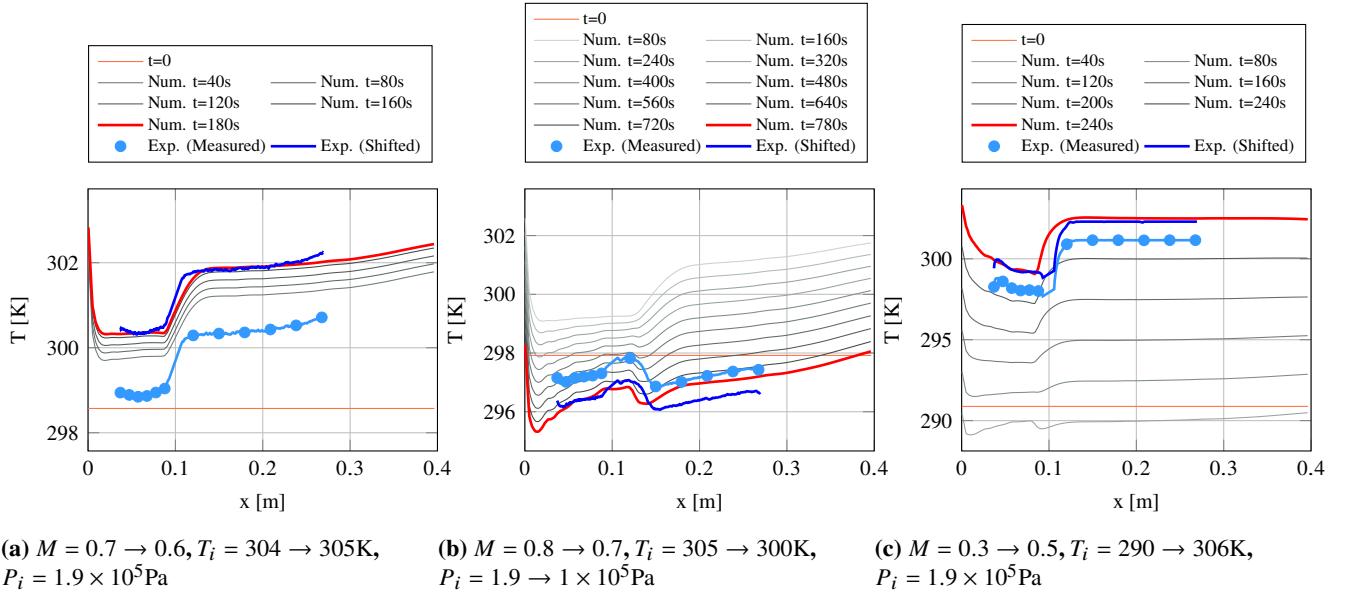 t=0
Num. t=40s
Num. t=80s
Num. t=120s
Num. t=160s
Num. t=180s
Exp. (Measured)
Exp. (Shifted)
302
300
298
T [K]
0
0.1
0.2
0.3
0.4
x [m]
(a) M = 0.7 → 0.6, T_i = 304 → 305K,
P_i = 1.9 × 10^5Pa
t=0
Num. t=80s
Num. t=160s
Num. t=240s
Num. t=320s
Num. t=400s
Num. t=480s
Num. t=560s
Num. t=640s
Num. t=720s
Num. t=780s
Exp. (Measured)
Exp. (Shifted)
302
300
298
296
T [K]
0
0.1
0.2
0.3
0.4
x [m]
(b) M = 0.8 → 0.7, T_i = 305 → 300K,
P_i = 1.9 → 1 × 10^5Pa
t=0
Num. t=40s
Num. t=80s
Num. t=120s
Num. t=160s
Num. t=200s
Num. t=240s
Num. t=240s
Exp. (Measured)
Exp. (Shifted)
300
295
290
T [K]
0
0.1
0.2
0.3
0.4
x [m]
(c) M = 0.3 → 0.5, T_i = 290 → 306K,
P_i = 1.9 × 10^5Pa